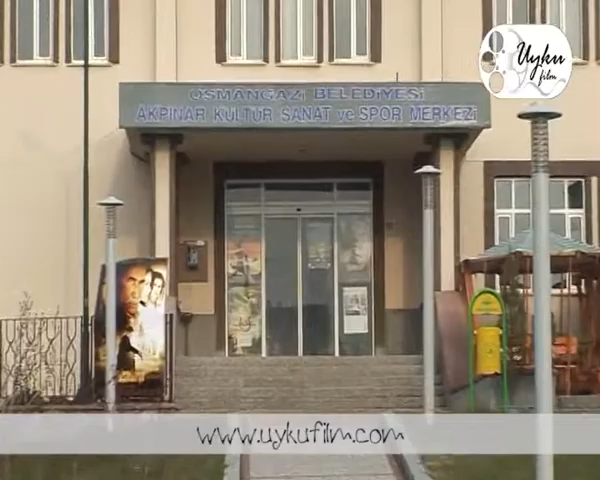 Uyku
film
OSMANGAZİ BELEDİYESİ
AKPINAR KÜLTÜR SANAT ve SPOR MERKEZİ
www.uykufilm.com